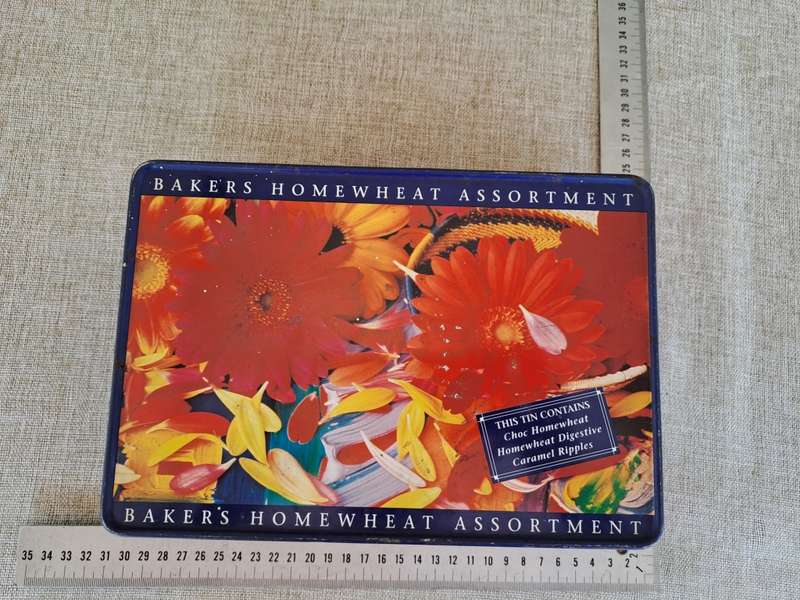 36
35
34
33
32
31
30
29
28
27
26
25
BAKERS HOMEWHEAT ASSORTMENT
THIS TIN CONTAINS
Choc Homewheat
Homewheat Digestive
Caramel Ripples
BAKERS HOMEWHEAT ASSORTMENT
35 34 33 32 31 30 29 28 27 26 25 24 23 22 21 20 19 18 17 16 15 14 13 12 11 10 9 8 7 6 5 4 3 2
2